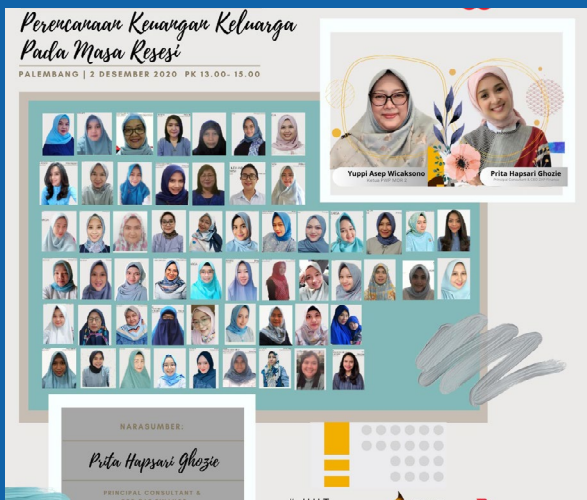 Perencanaan Keuangan Keluarga
Pada Masa Resesi
PALEMBANG | 2 DESEMBER 2020 PK 13.00- 15.00
Yuppi Asep Wicaksono
Prita Hapsari Ghozie
NARASUMBER:
Prita Hapsari Ghozie
PRINCIPAL CONSULTANT &